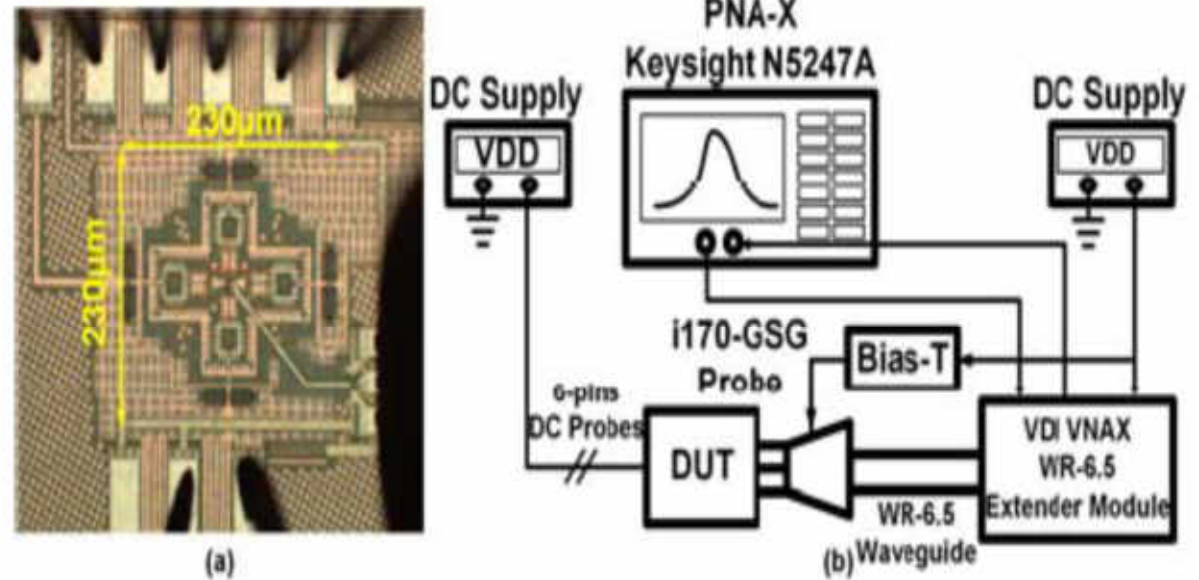 230µm
230µm
(a)
PNA-X
Keysight N5247A
DC Supply
VDD
DC Supply
VDD
i170-GSG
Probe
Bias-T
6-pins
DC Probes
DUT
VDI VNAX
WR-6.5
Extender Module
WR-6.5
Waveguide
(b)